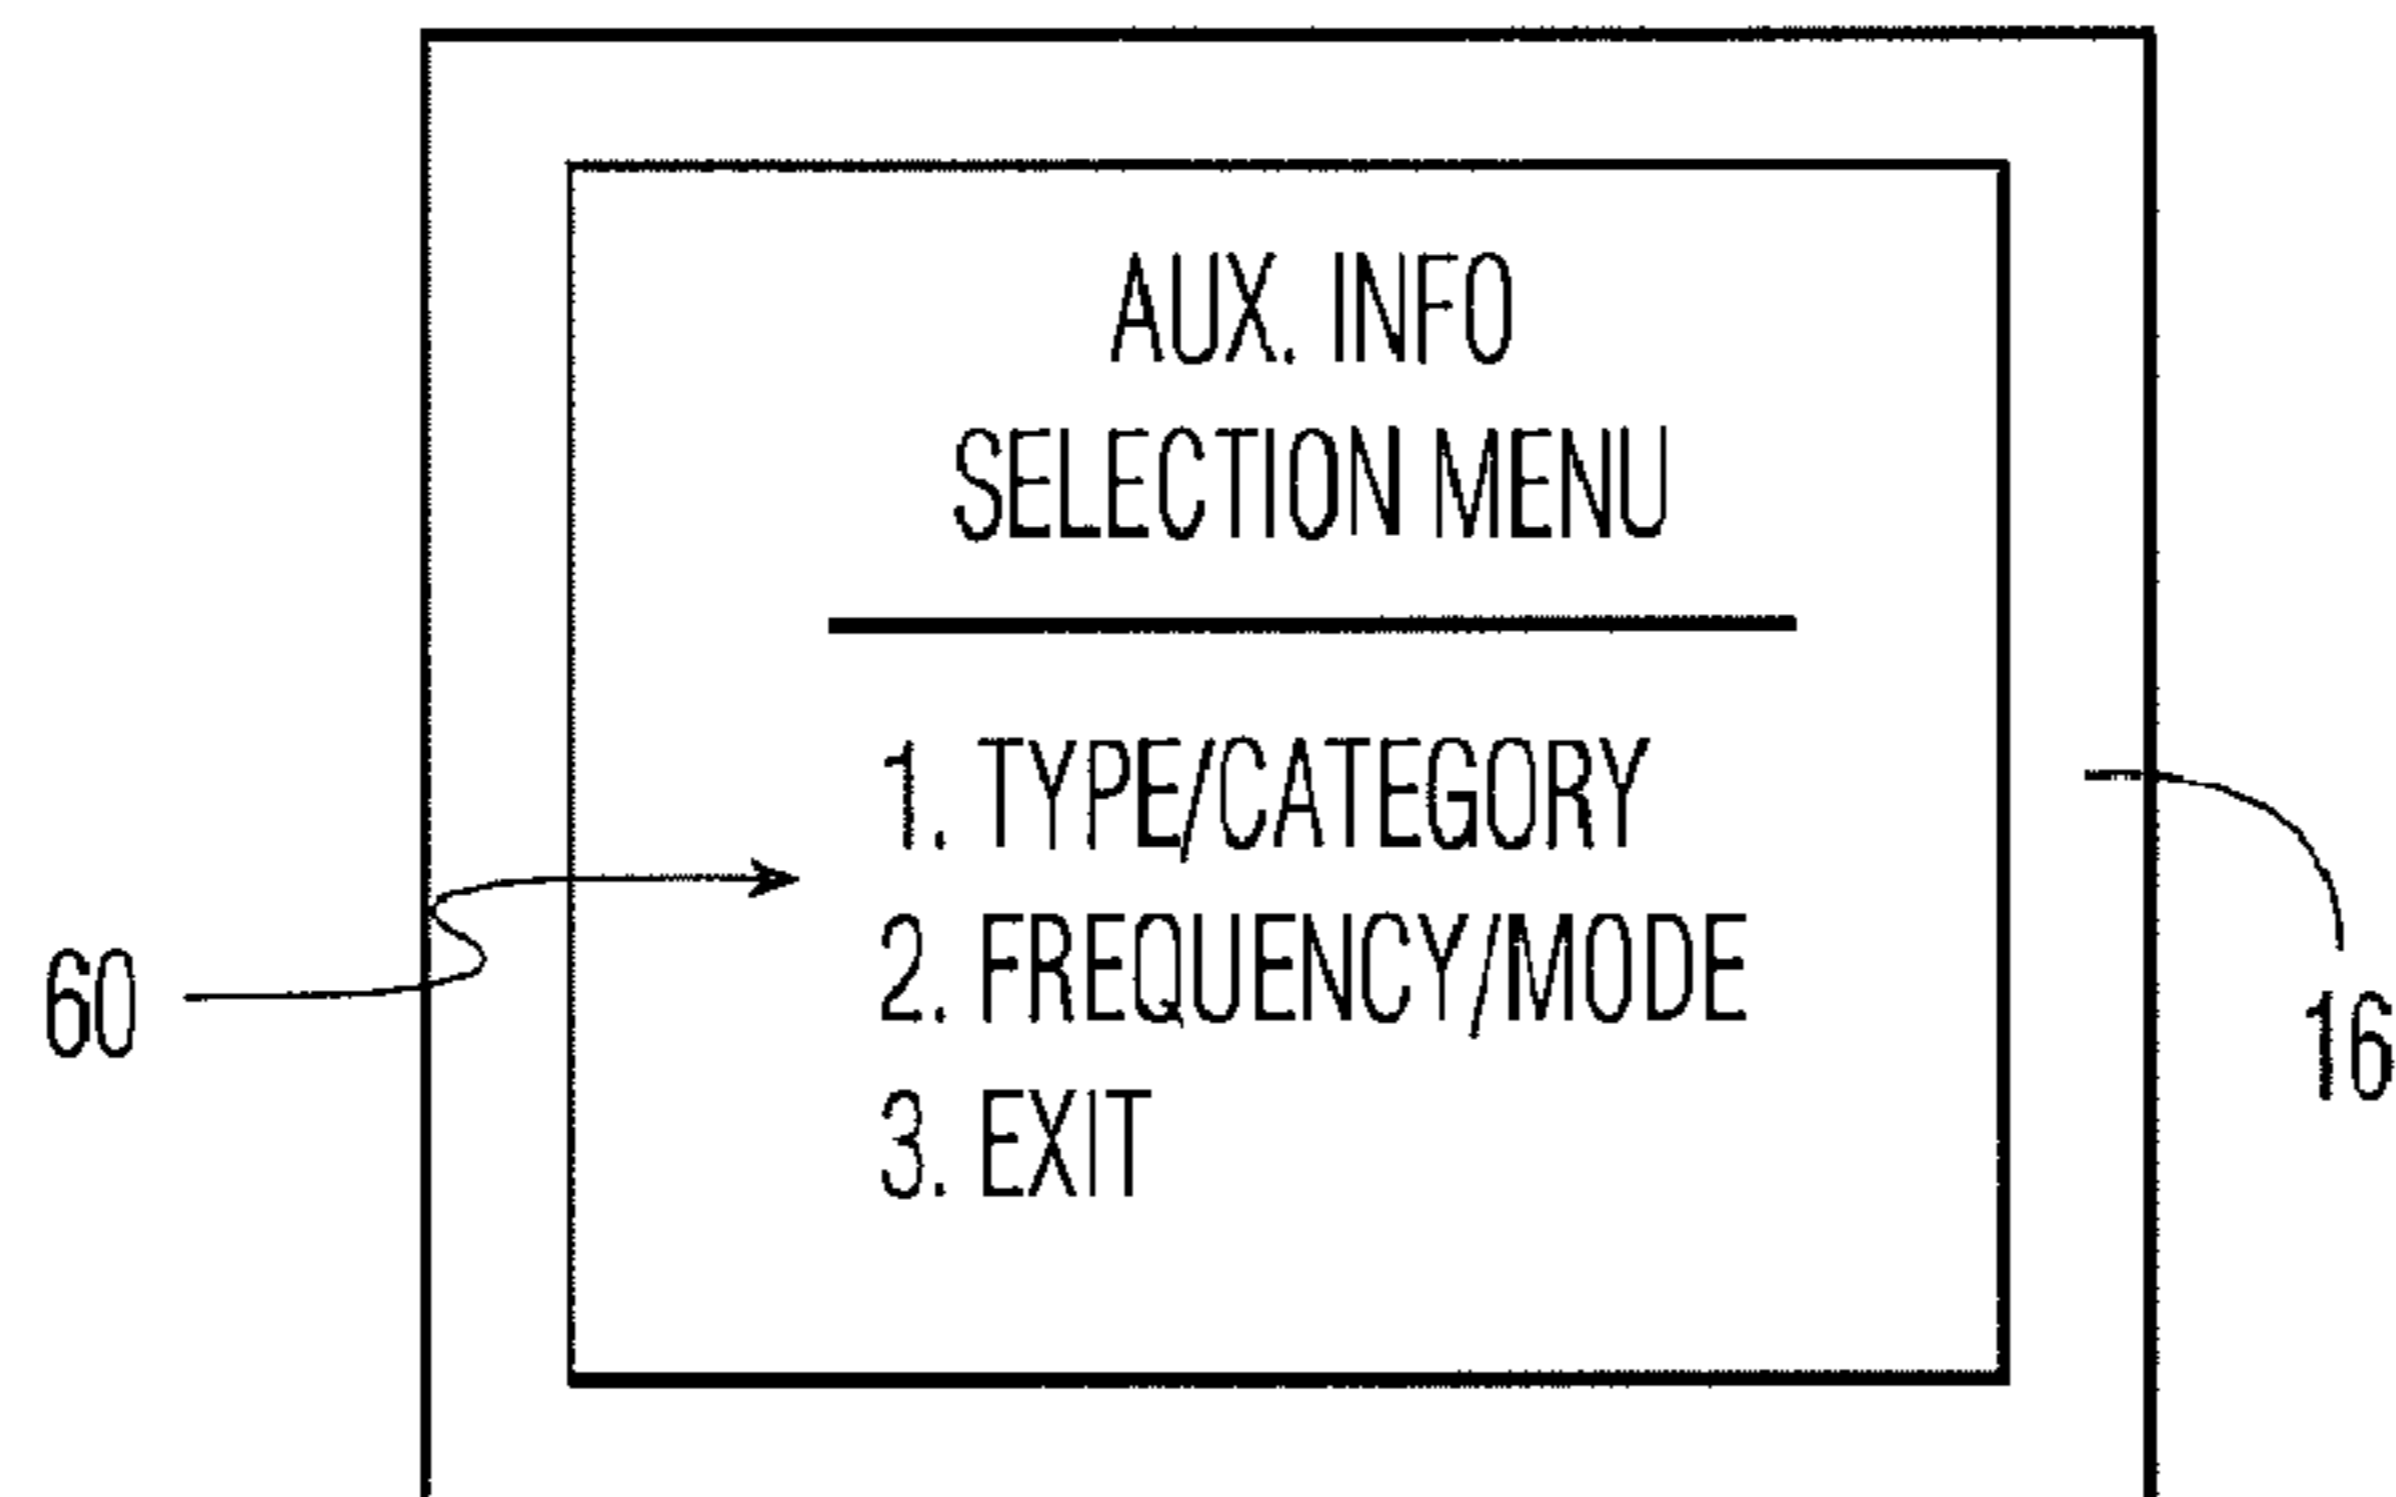 AUX. INFO
SELECTION MENU
1. TYPE/CATEGORY
2. FREQUENCY/MODE
3. EXIT
60
16